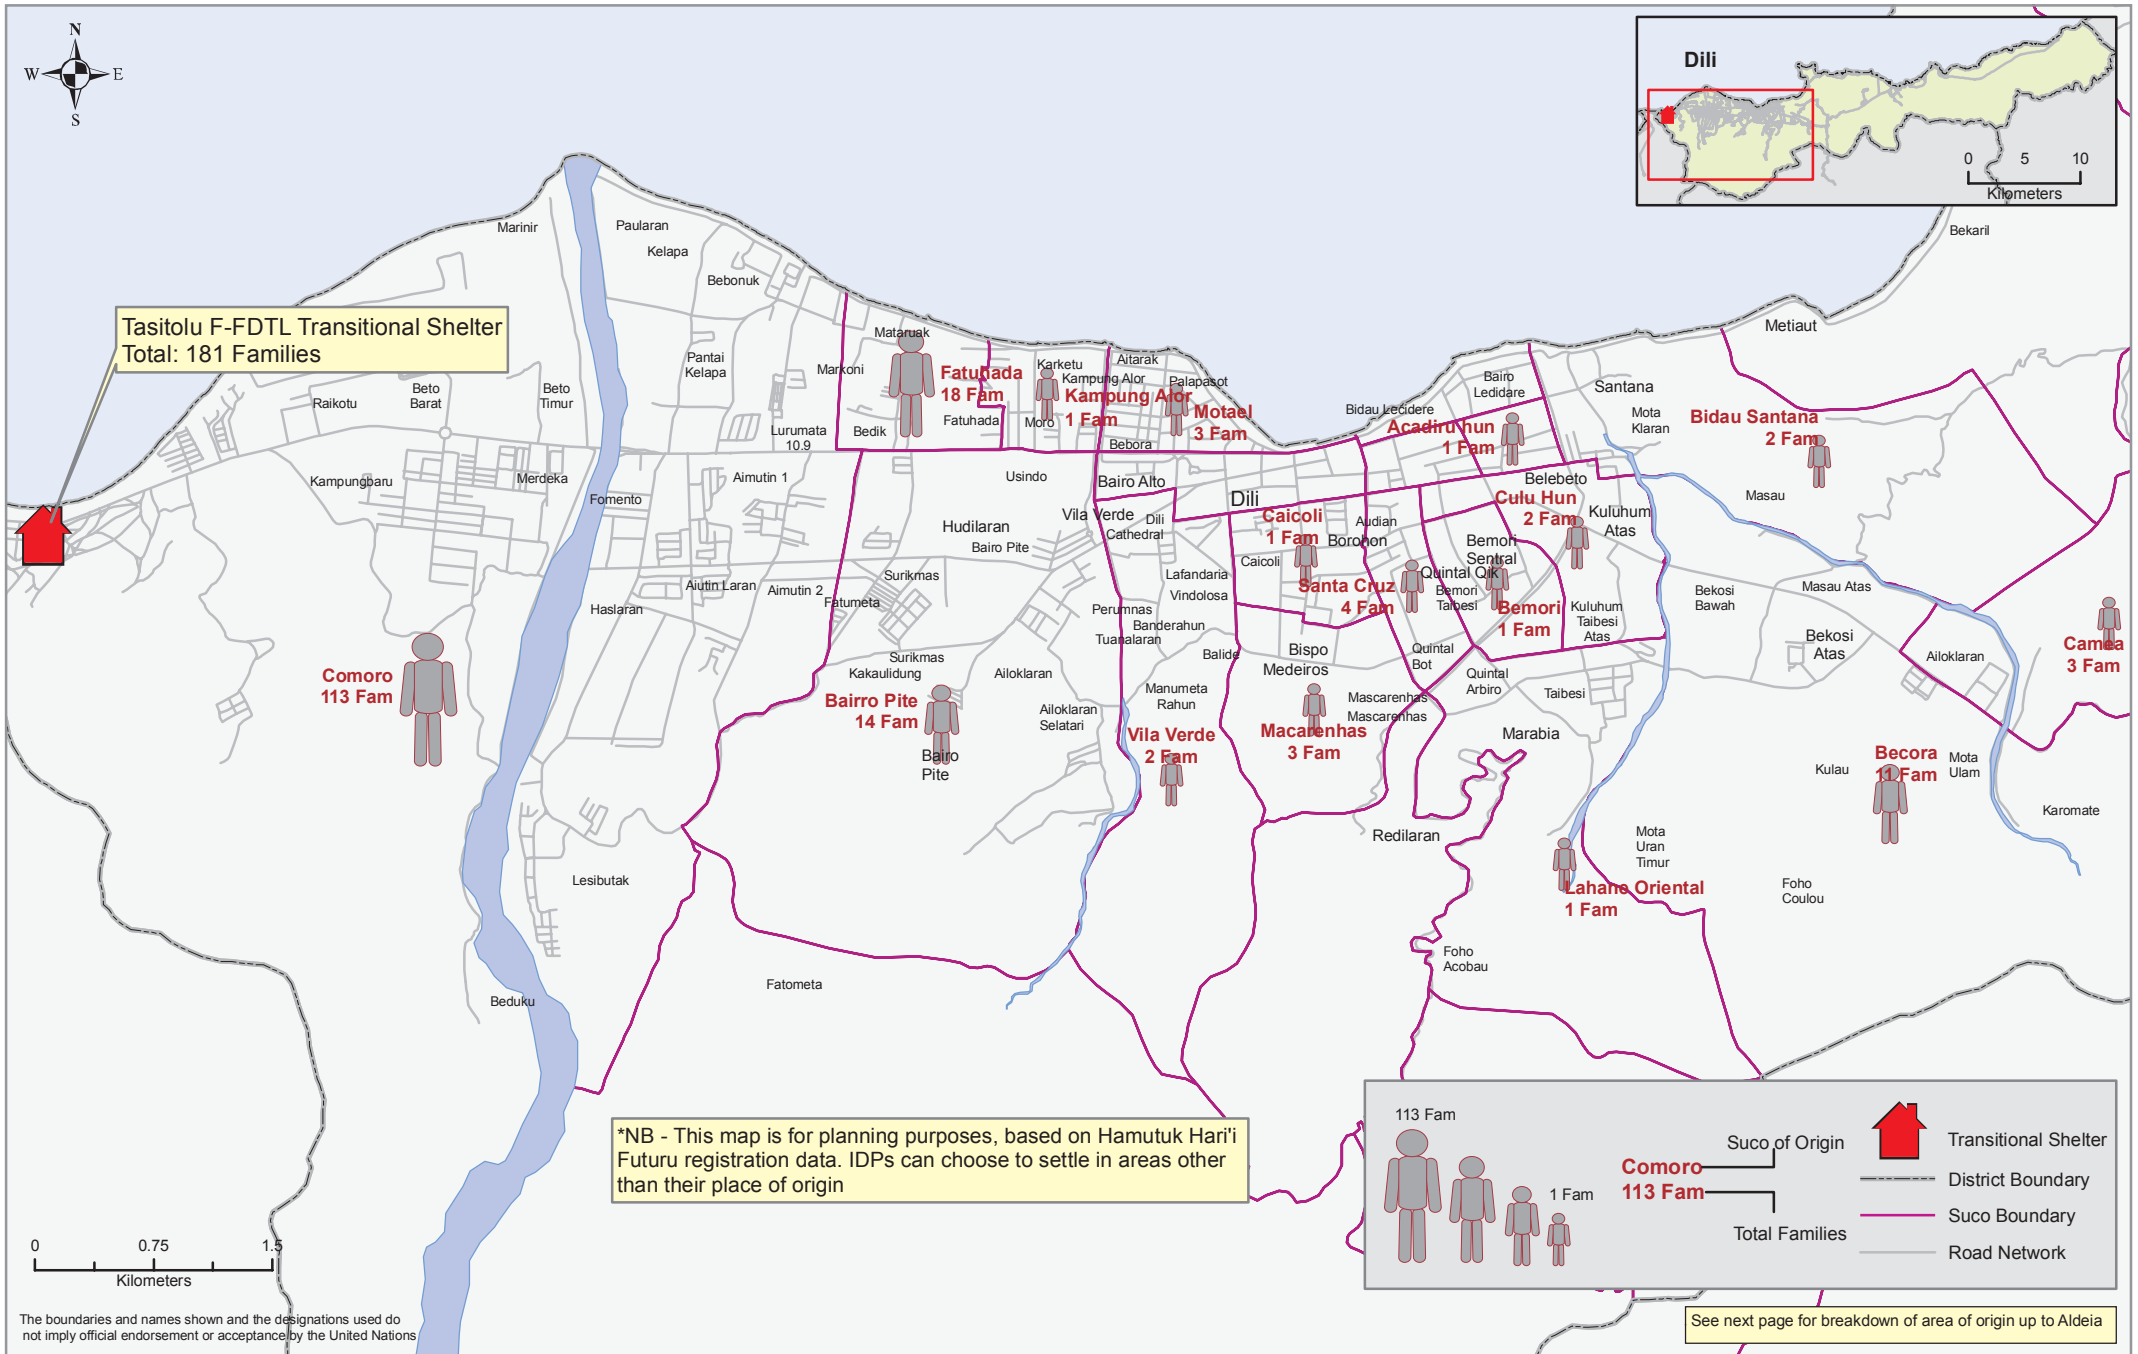 N
W
E
S
Dili
0 5 10
Kilometers
Bekaril
Marinir
Paularan
Kelapa
Bebonuk
Tasitolu F-FDTL Transitional Shelter
Total: 181 Families
Metiaut
Mataruak
Markoni
Pantai
Kelapa
Fatuhada
18 Fam
Fatuhada
Bedik
Lurumata
10.9
Karketu
Kampung Alor
Kampung Alor
1 Fam
Moro
Aitarak
Palapasot
Motael
3 Fam
Bebora
Bidau Lecidere
Bairo
Ledidare
Acadiru hun
1 Fam
Santana
Mota
Klaran
Bidau Santana
2 Fam
Masau
Raikotu
Beto
Barat
Beto
Timur
Kampungbaru
Merdeka
Fomento
Aimutin 1
Usindo
Bairo Alto
Dili
Belebeto
Culu Hun
2 Fam
Kuluhum
Atas
Hudilaran
Bairo Pite
Vila Verde
Dili
Cathedral
Caicoli
1 Fam
Audian
Borohon
Caicoli
Bemori
Sentral
Quintal Qik
Bemori
Taibesi
Santa Cruz
4 Fam
Bemori
1 Fam
Kuluhum
Taibesi
Atas
Bekosi
Bawah
Masau Atas
Bekosi
Atas
Ailoklaran
Camea
3 Fam
Haslaran
Aiutin Laran
Aimutin 2
Surikmas
Fatumeta
Lafandaria
Vindolosa
Perumnas
Banderahun
Tuanalaran
Balide
Bispo
Medeiros
Quintal
Bot
Quintal
Arbiro
Taibesi
Comoro
113 Fam
Surikmas
Kakaulidung
Ailoklaran
Bairro Pite
14 Fam
Bairo
Pite
Ailoklaran
Selatari
Manumeta
Rahun
Vila Verde
2 Fam
Mascarenhas
Mascarenhas
Macarenhas
3 Fam
Marabia
Becora
11 Fam
Kulau
Mota
Ulam
Karomate
Redilaran
Mota
Uran
Timur
Lahane Oriental
1 Fam
Foho
Coulou
Foho
Acobau
Lesibutak
Beduku
Fatometa
*NB - This map is for planning purposes, based on Hamutuk Hari'i
Futuru registration data. IDPs can choose to settle in areas other
than their place of origin
113 Fam
1 Fam
Suco of Origin
Comoro
113 Fam
Total Families
Transitional Shelter
District Boundary
Suco Boundary
Road Network
0 0.75 1.5
Kilometers
The boundaries and names shown and the designations used do
not imply official endorsement or acceptance by the United Nations
See next page for breakdown of area of origin up to Aldeia